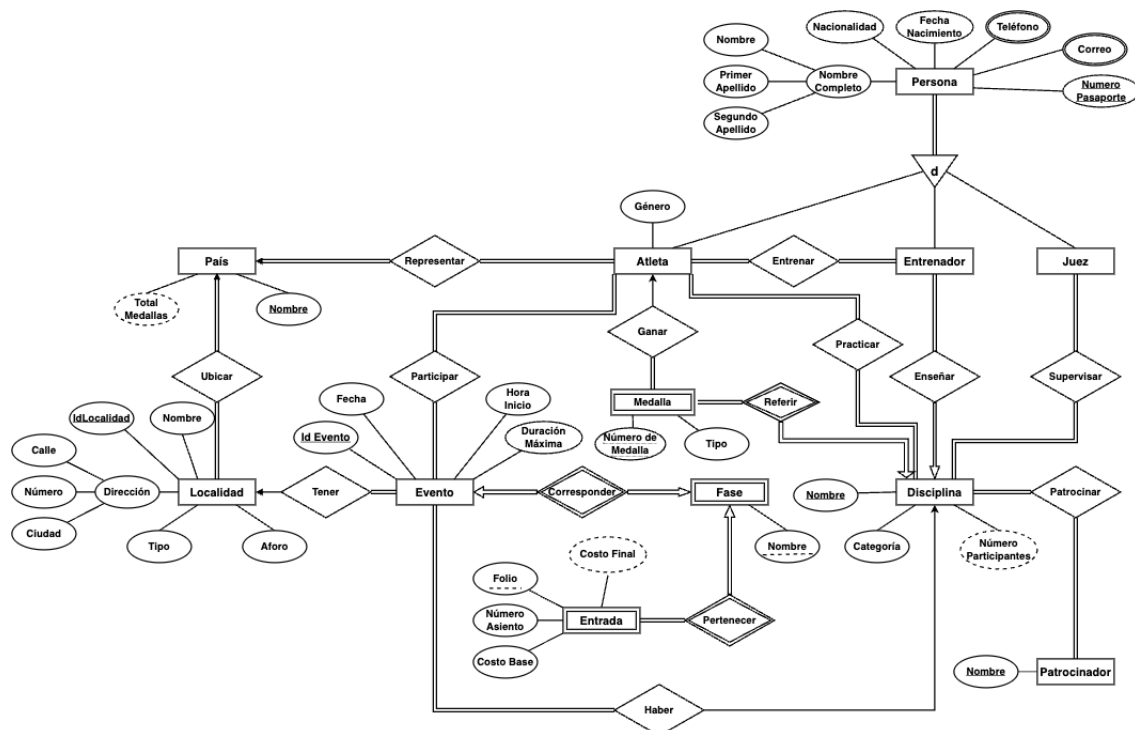 Nacionalidad
Fecha
Nacimiento
Teléfono
Nombre
Correo
Primer
Apellido
Nombre
Completo
Persona
Numero
Pasaporte
Segundo
Apellido
d
Género
País
Representar
Atleta
Entrenar
Entrenador
Juez
Total
Medallas
Nombre
Ganar
Practicar
Ubicar
Participar
Enseñar
Supervisar
Fecha
Hora
Inicio
Medalla
Referir
IdLocalidad
Nombre
Id Evento
Duración
Máxima
Número de
Medalla
Tipo
Calle
Número
Dirección
Localidad
Tener
Evento
Corresponder
Fase
Nombre
Disciplina
Patrocinar
Ciudad
Tipo
Aforo
Nombre
Categoría
Número
Participantes
Costo Final
Folio
Número
Asiento
Entrada
Pertenecer
Costo Base
Nombre
Patrocinador
Haber